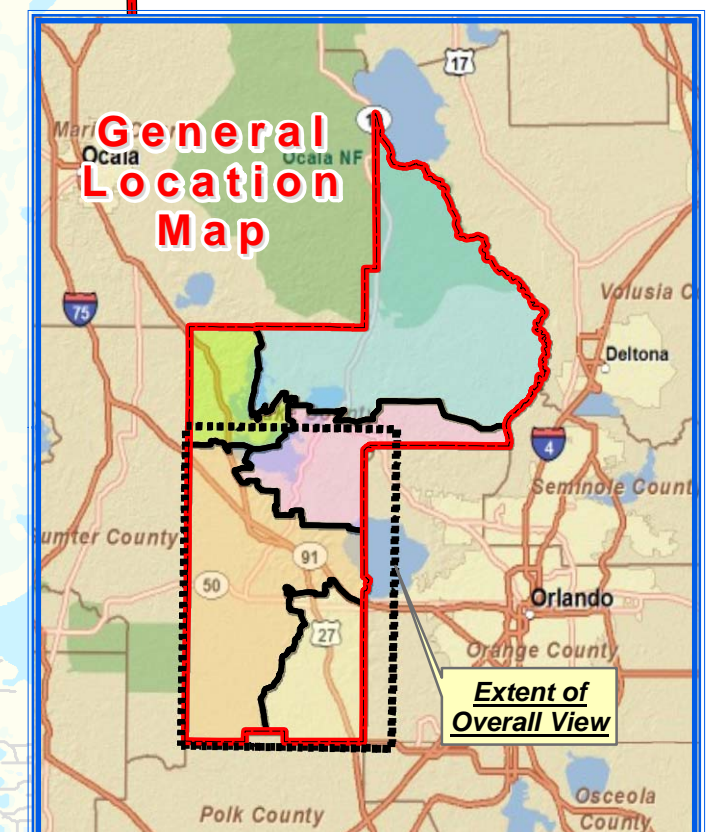 17
General
Location
Map
Ocala
Ocala NF
75
Volusia C
Deltona
4
Seminole Count
umter County
91
50
Orlando
27
Orange County
Extent of
Overall View
Osceola
County
Polk County